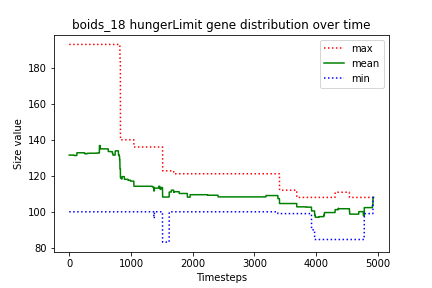 boids_18 hungerLimit gene distribution over time
max
mean
min
Size value
180
160
140
120
100
80
0
1000
2000
3000
4000
5000
Timesteps